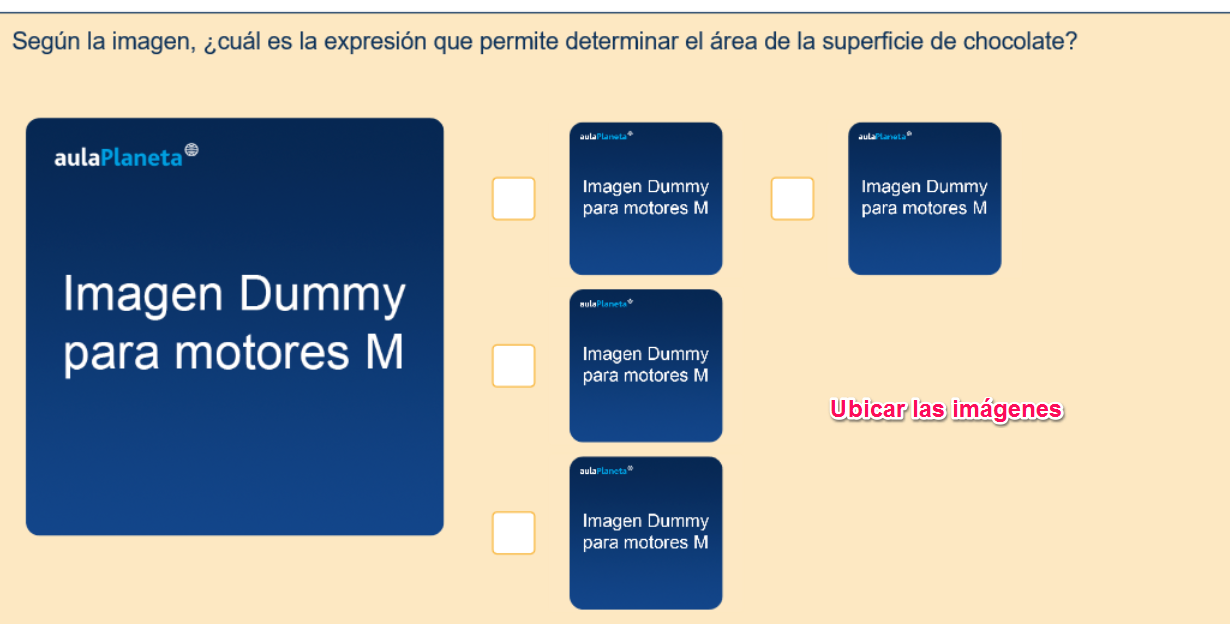 Según la imagen, ¿cuál es la expresión que permite determinar el área de la superficie de chocolate?
aulaPlaneta
Imagen Dummy
para motores M
aulaPlaneta
Imagen Dummy
para motores M
aulaPlaneta
Imagen Dummy
para motores M
aulaPlaneta
Imagen Dummy
para motores M
Ubicar las imágenes
aulaPlaneta
Imagen Dummy
para motores M